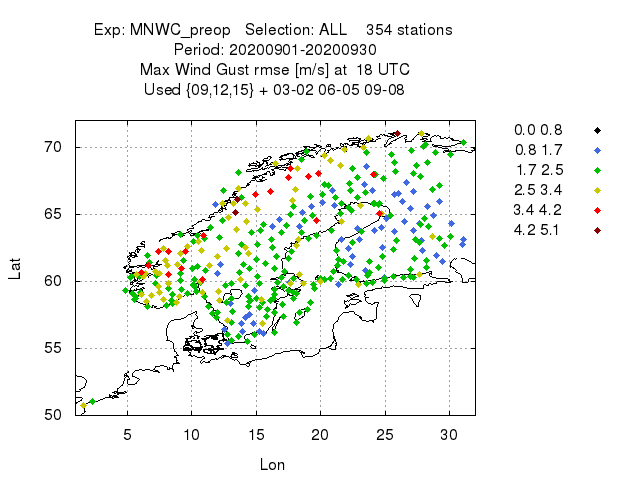 Exp: MNWC_preop   Selection: ALL    354 stations
Period: 20200901-20200930
Max Wind Gust rmse [m/s] at  18 UTC
Used {09,12,15} + 03-02 06-05 09-08
0.0 0.8
0.8 1.7
1.7 2.5
2.5 3.4
3.4 4.2
4.2 5.1
70
65
60
55
50
Lat
5 10 15 20 25 30
Lon